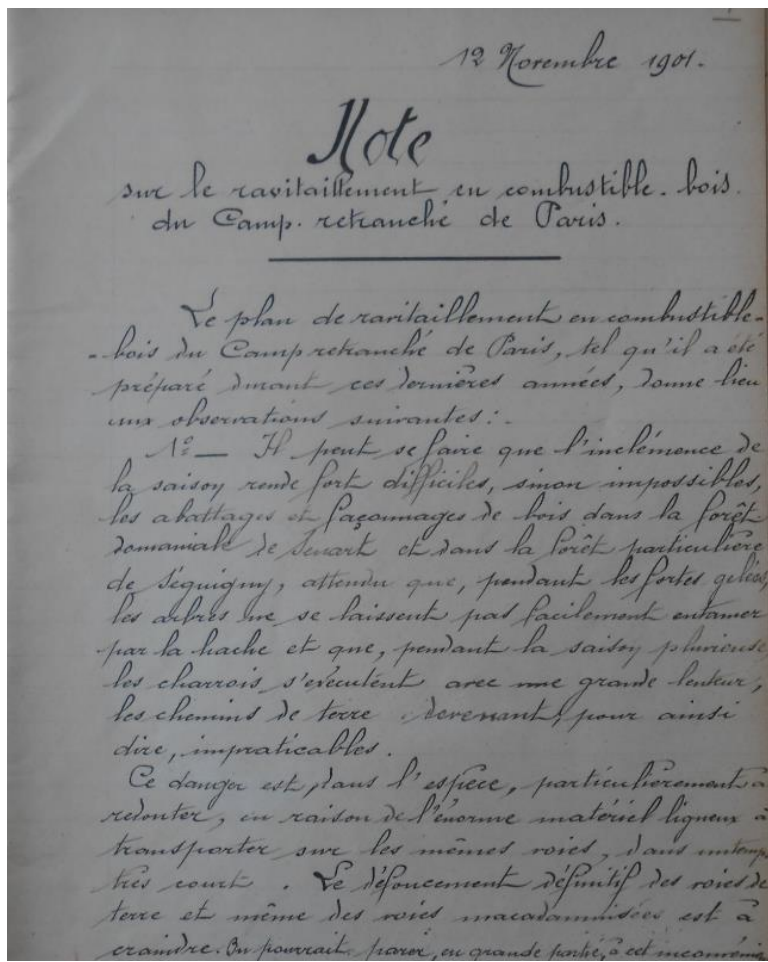 12 Novembre 1901.
Note
sur le ravitaillement en combustible-bois
du Camp-retranché de Paris.
Le plan de ravitaillement en combustible-
-bois du Camp retranché de Paris, tel qu'il a été
préparé durant ces dernières années, donne lieu
aux observations suivantes :-
1º — Il peut se faire que l'inclémence de
la saison rende fort difficiles, sinon impossibles,
les abattages et façonnages de bois dans la forêt
domaniale de Sénart et dans la forêt particulière
de Séquigny, attendu que, pendant les fortes gelées,
les arbres ne se laissent pas facilement entamer
par la hache et que, pendant la saison pluvieuse,
les charrois s'exécutent avec une grande lenteur,
les chemins de terre devenant, pour ainsi
dire, impraticables.
Ce danger est, dans l'espèce, particulièrement à
redouter, en raison de l'énorme matériel ligneux à
transporter sur les mêmes voies, dans un temps
très court. Le défoncement définitif des voies de
terre et même des voies macadamnisées est à
craindre. On pourrait parer, en grande partie, à cet inconvénien